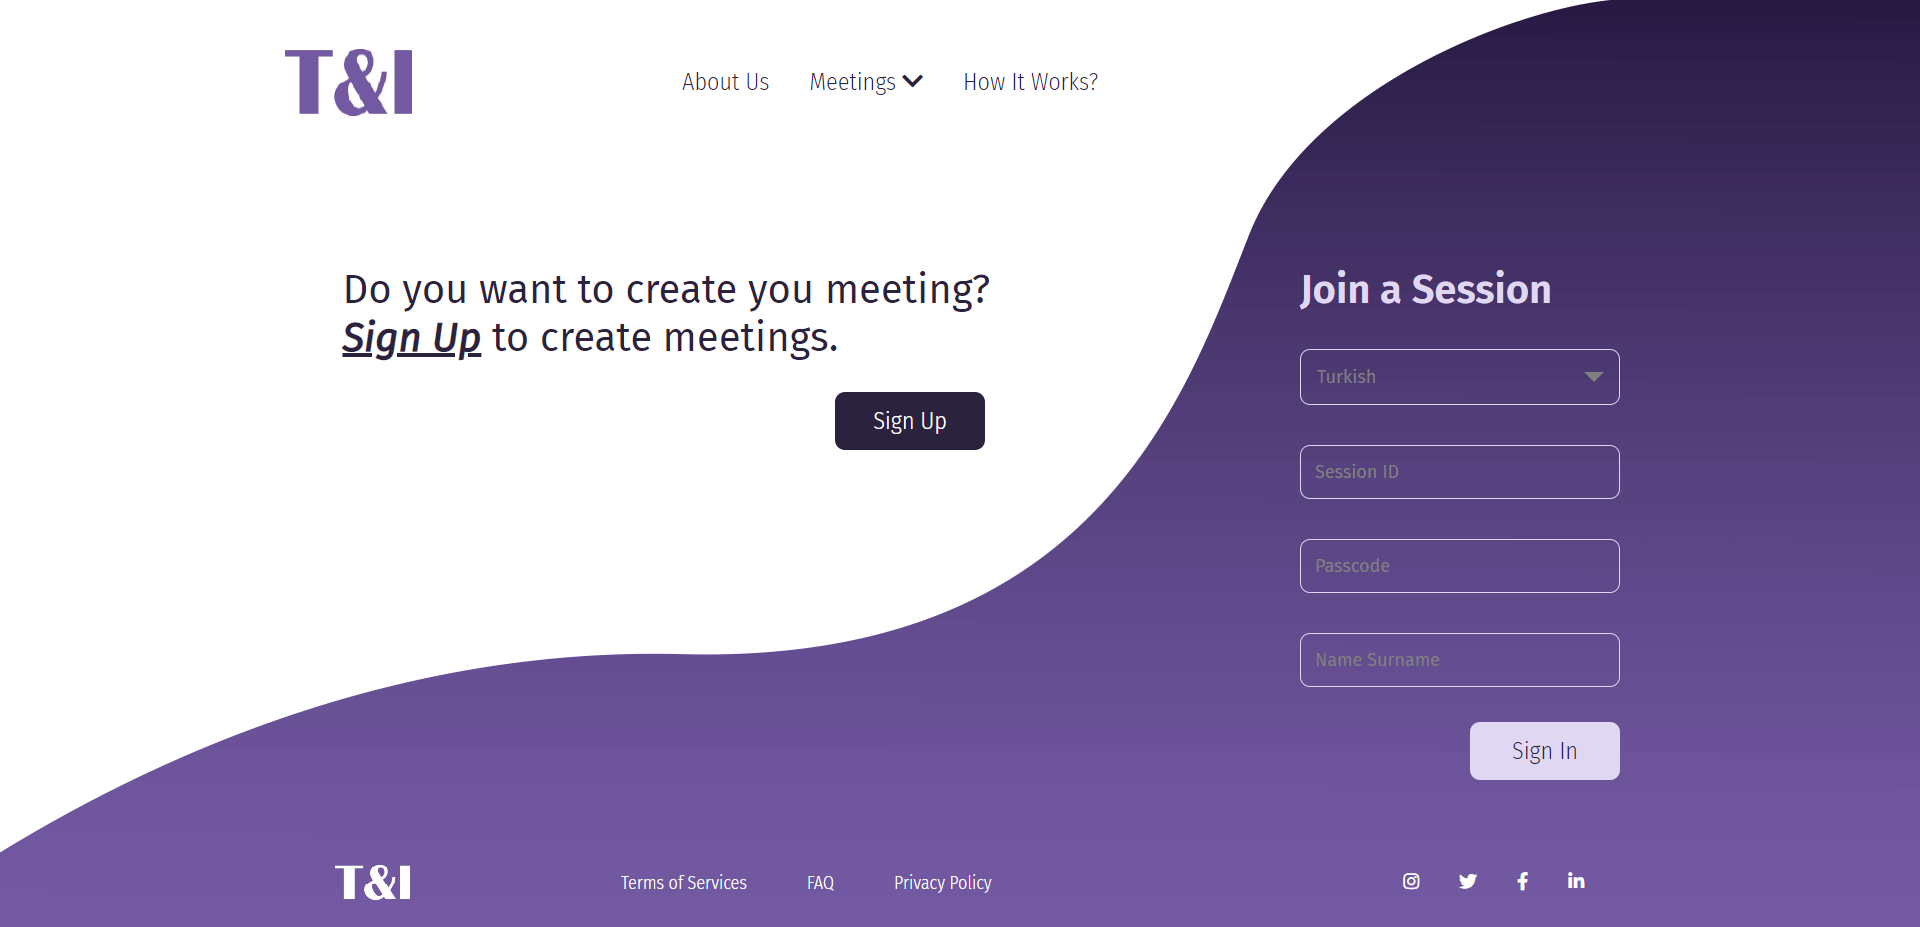 T&I
About Us
Meetings
How It Works?
Do you want to create you meeting?
Sign Up to create meetings.
Sign Up
Join a Session
Turkish
Session ID
Passcode
Name Surname
Sign In
T&I
Terms of Services
FAQ
Privacy Policy